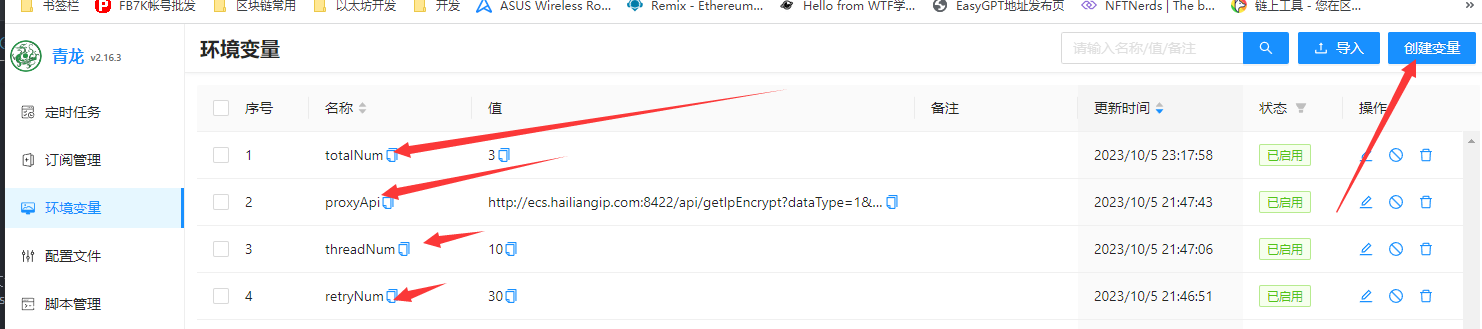 书签栏 FB7K帐号批发 区块链常用 以太坊开发 开发 ASUS Wireless Ro... Remix - Ethereum... Hello from WTF学... EasyGPT地址发布页 NFTNerds | The b... 链上工具 - 您在区... »
青龙 v2.16.3
环境变量
请输入名称/值/备注
导入
创建变量
定时任务
订阅管理
环境变量
配置文件
脚本管理
序号 名称 值 备注 更新时间 状态 操作
1 totalNum 3 2023/10/5 23:17:58 已启用
2 proxyApi http://ecs.hailiangip.com:8422/api/getIpEncrypt?dataType=1&... 2023/10/5 21:47:43 已启用
3 threadNum 10 2023/10/5 21:47:06 已启用
4 retryNum 30 2023/10/5 21:46:51 已启用